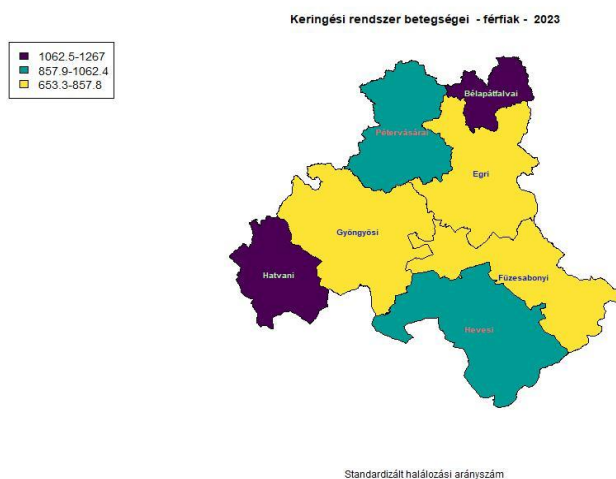 Keringési rendszer betegségei - férfiak - 2023
1062.5-1267
857.9-1062.4
653.3-857.8
Bélapátfalvai
Pétervásárai
Egri
Gyöngyösi
Hatvani
Füzesabonyi
Hevesi
Standardizált halálozási arányszám